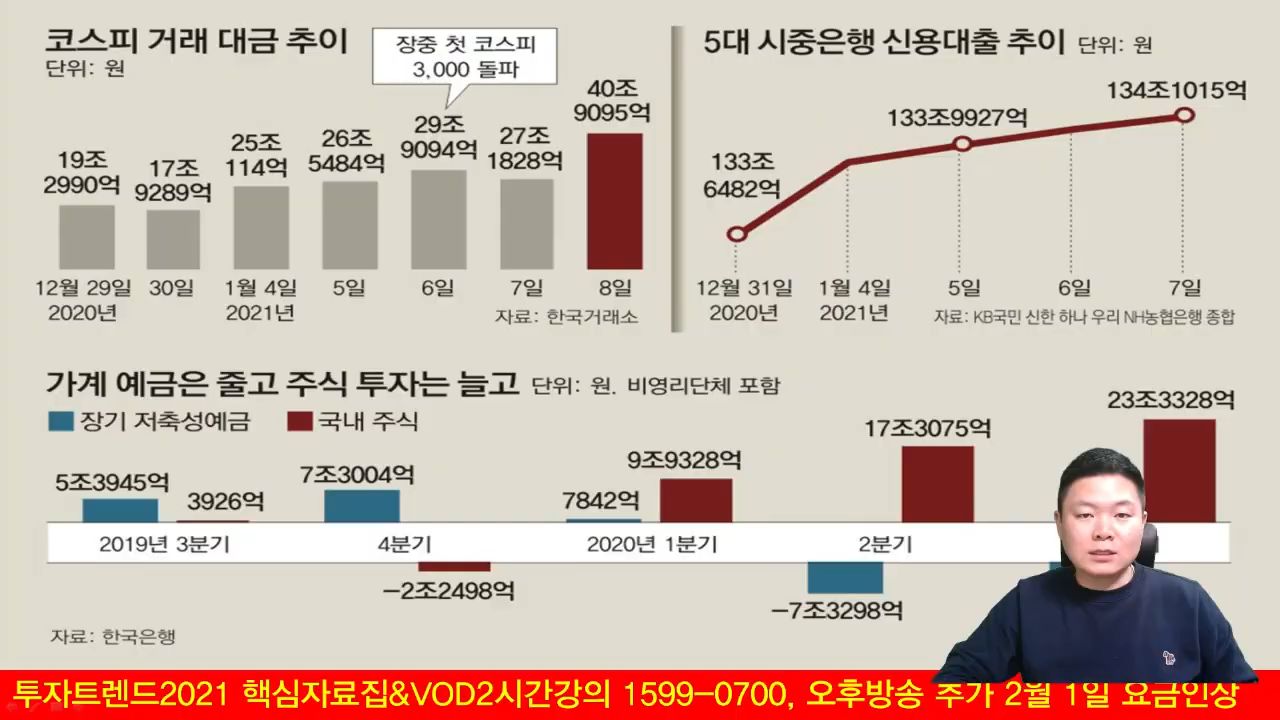 코스피 거래 대금 추이
단위: 원
장중 첫 코스피
3,000 돌파
19조
2990억
17조
9289억
25조
114억
26조
5484억
29조
9094억
27조
1828억
40조
9095억
12월 29일 30일 1월 4일 5일 6일 7일 8일
2020년 2021년
자료: 한국거래소
5대 시중은행 신용대출 추이 단위: 원
133조
6482억
133조9927억
134조1015억
12월 31일 1월 4일 5일 6일 7일
2020년 2021년
자료: KB국민 신한 하나 우리 NH농협은행 종합
가계 예금은 줄고 주식 투자는 늘고 단위: 원. 비영리단체 포함
장기 저축성예금 국내 주식
5조3945억 3926억 7조3004억 7842억 9조9328억 17조3075억 23조3328억
2019년 3분기 4분기 2020년 1분기 2분기
-2조2498억 -7조3298억
자료: 한국은행
투자트렌드2021 핵심자료집&VOD2시간강의 1599-0700, 오후방송 추가 2월 1일 요금인상